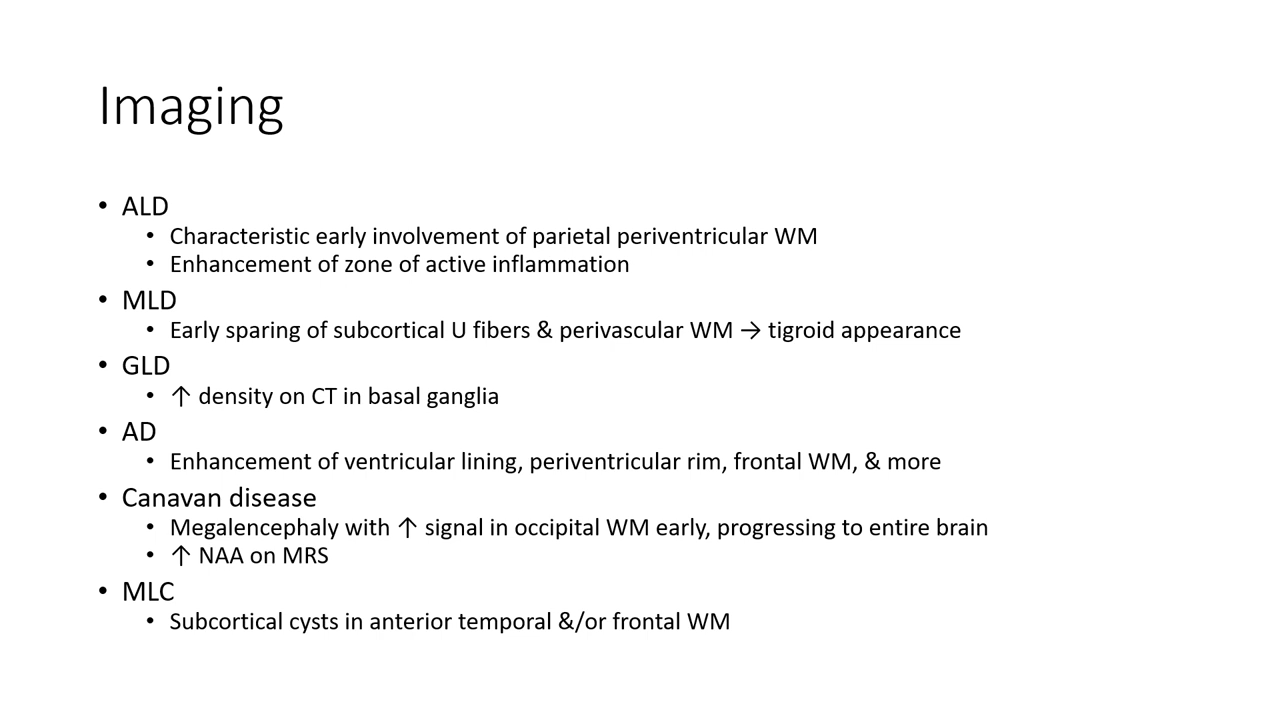 Imaging
• ALD
• Characteristic early involvement of parietal periventricular WM
• Enhancement of zone of active inflammation
• MLD
• Early sparing of subcortical U fibers & perivascular WM → tigroid appearance
• GLD
• ↑ density on CT in basal ganglia
• AD
• Enhancement of ventricular lining, periventricular rim, frontal WM, & more
• Canavan disease
• Megalencephaly with ↑ signal in occipital WM early, progressing to entire brain
• ↑ NAA on MRS
• MLC
• Subcortical cysts in anterior temporal &/or frontal WM